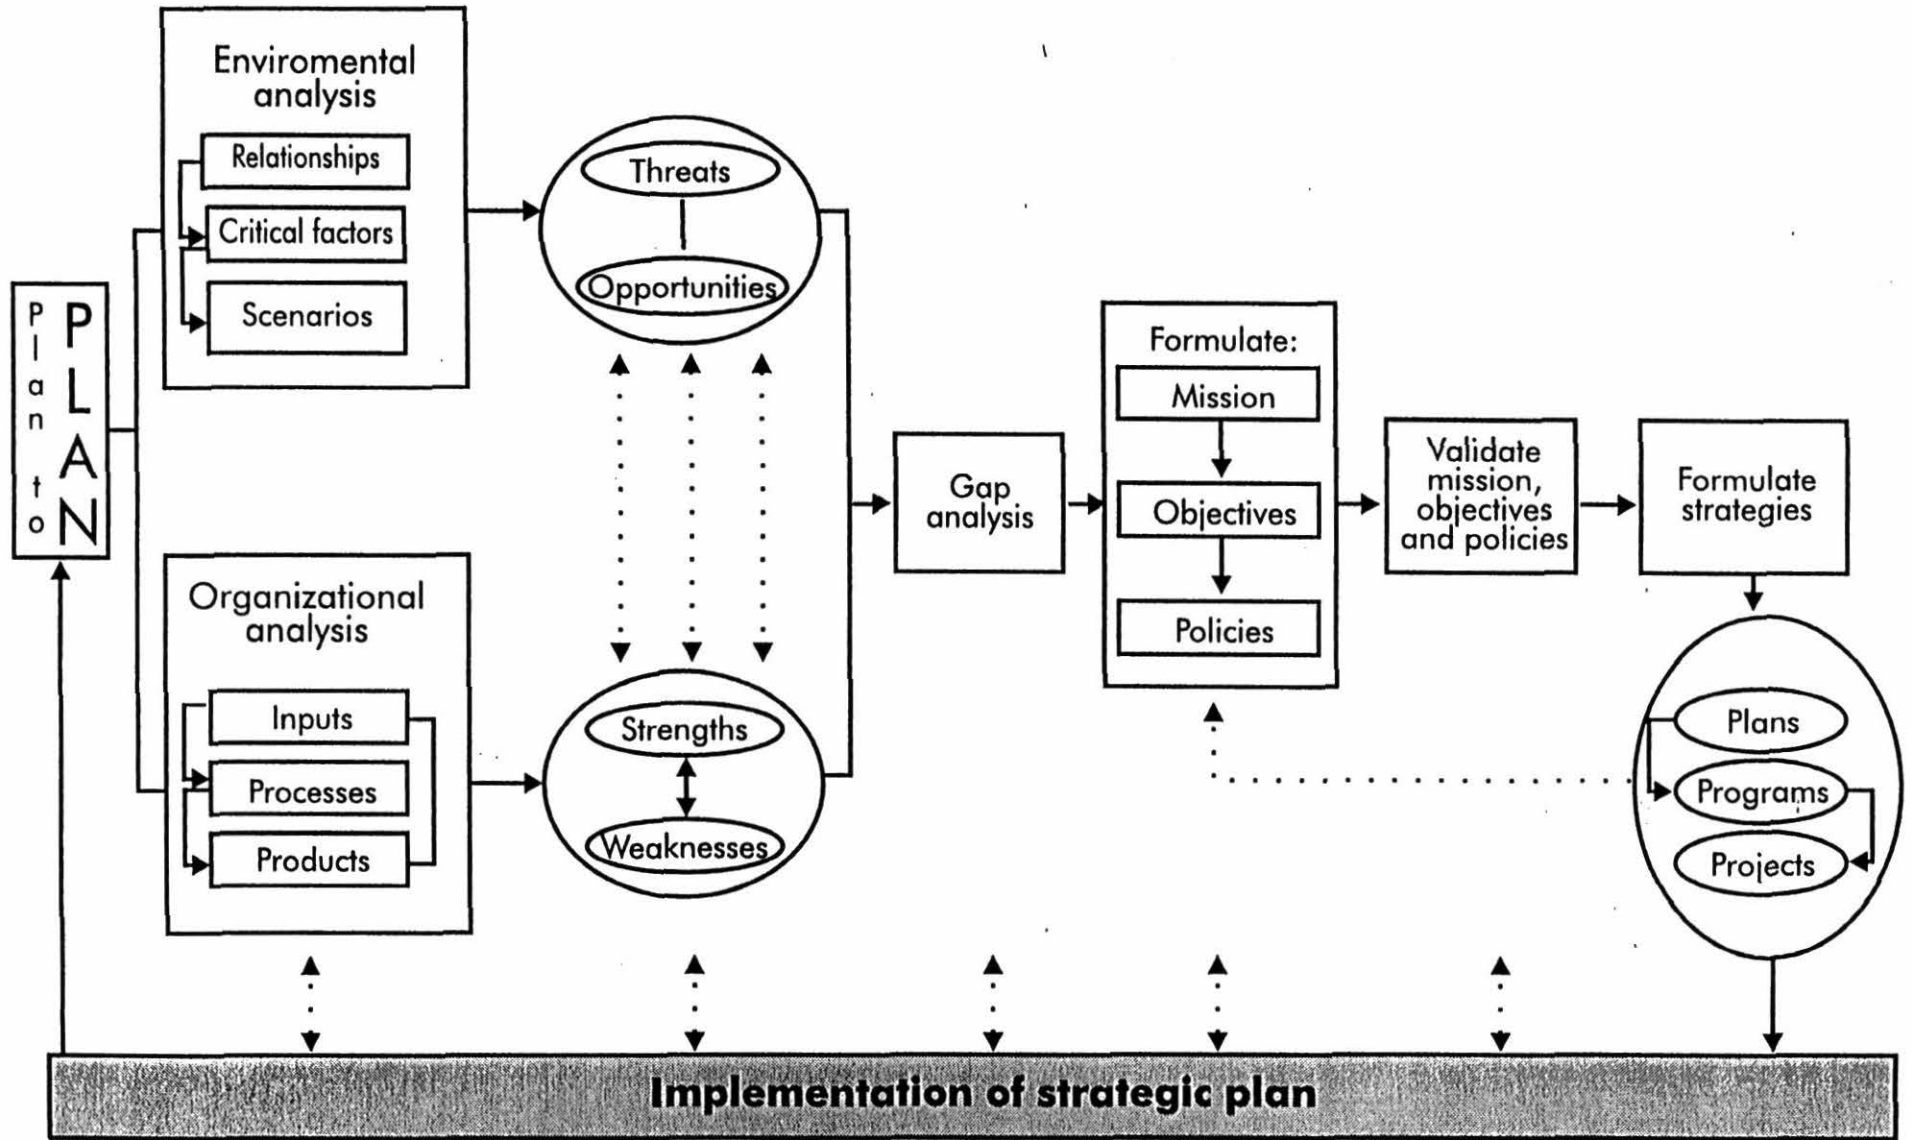 Plan to
PLAN
Enviromental
analysis
Relationships
Critical factors
Scenarios
Threats
Opportunities
Organizational
analysis
Inputs
Processes
Products
Strengths
Weaknesses
Gap
analysis
Formulate:
Mission
Objectives
Policies
Validate
mission,
objectives
and policies
Formulate
strategies
Plans
Programs
Projects
Implementation of strategic plan